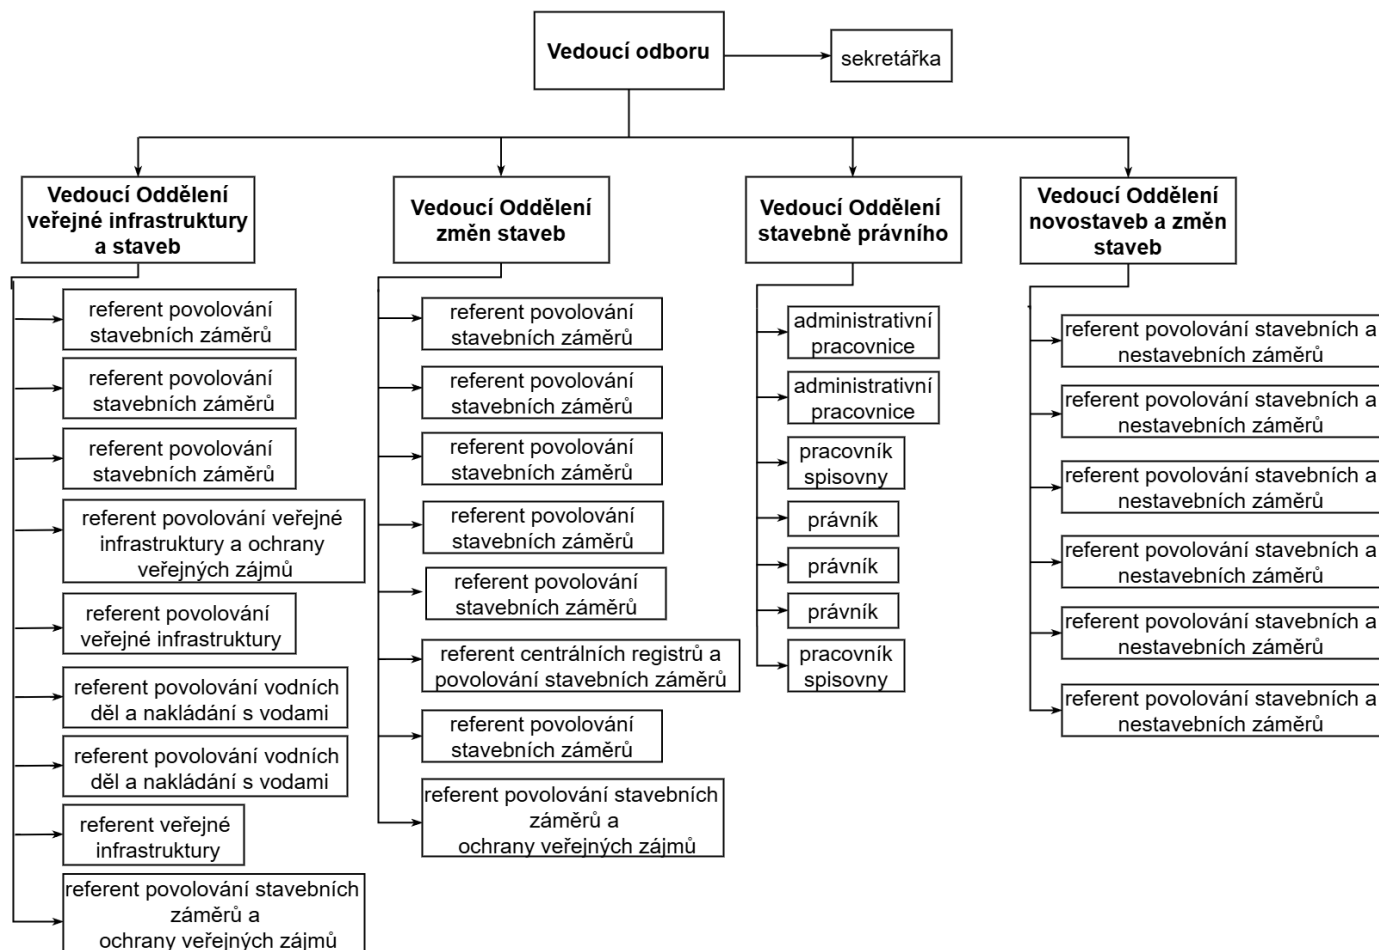 Vedoucí odboru
sekretářka
Vedoucí Oddělení
veřejné infrastruktury
a staveb
referent povolování
stavebních záměrů
referent povolování
stavebních záměrů
referent povolování
stavebních záměrů
referent povolování veřejné
infrastruktury a ochrany
veřejných zájmů
referent povolování
veřejné infrastruktury
referent povolování vodních
děl a nakládání s vodami
referent povolování vodních
děl a nakládání s vodami
referent veřejné
infrastruktury
referent povolování stavebních
záměrů a
ochrany veřejných zájmů
Vedoucí Oddělení
změn staveb
referent povolování
stavebních záměrů
referent povolování
stavebních záměrů
referent povolování
stavebních záměrů
referent povolování
stavebních záměrů
referent povolování
stavebních záměrů
referent centrálních registrů a
povolování stavebních záměrů
referent povolování
stavebních záměrů
referent povolování stavebních
záměrů a
ochrany veřejných zájmů
Vedoucí Oddělení
stavebně právního
administrativní
pracovnice
administrativní
pracovnice
pracovník
spisovny
právník
právník
právník
pracovník
spisovny
Vedoucí Oddělení
novostaveb a změn
staveb
referent povolování stavebních a
nestavebních záměrů
referent povolování stavebních a
nestavebních záměrů
referent povolování stavebních a
nestavebních záměrů
referent povolování stavebních a
nestavebních záměrů
referent povolování stavebních a
nestavebních záměrů
referent povolování stavebních a
nestavebních záměrů